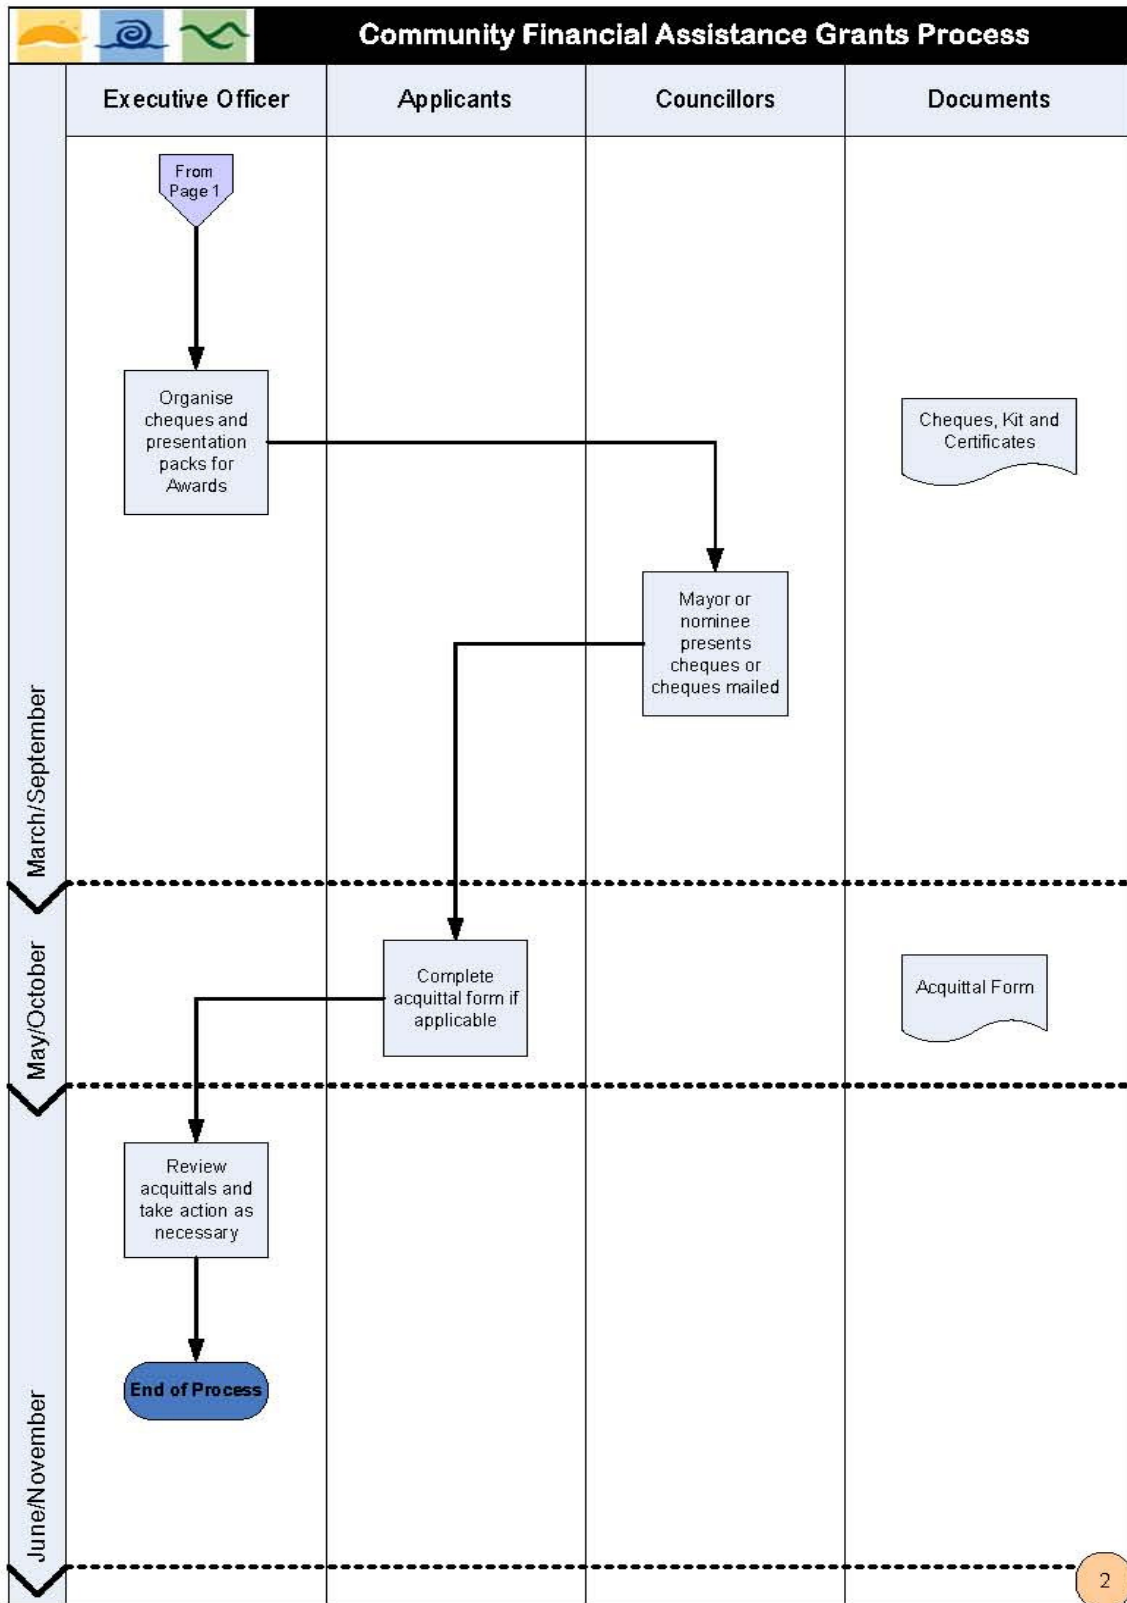 Community Financial Assistance Grants Process
Executive Officer
Applicants
Councillors
Documents
From
Page 1
Organise
cheques and
presentation
packs for
Awards
Cheques, Kit and
Certificates
Mayor or
nominee
presents
cheques or
cheques mailed
March/September
Complete
acquittal form if
applicable
Acquittal Form
May/October
Review
acquittals and
take action as
necessary
End of Process
June/November
2